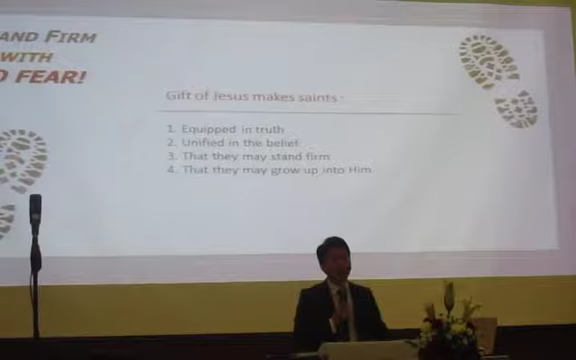 AND FIRM
WITH
O FEAR!
Gift of Jesus makes saints :
1. Equipped in truth
2. Unified in the belief
3. That they may stand firm
4. That they may grow up into Him